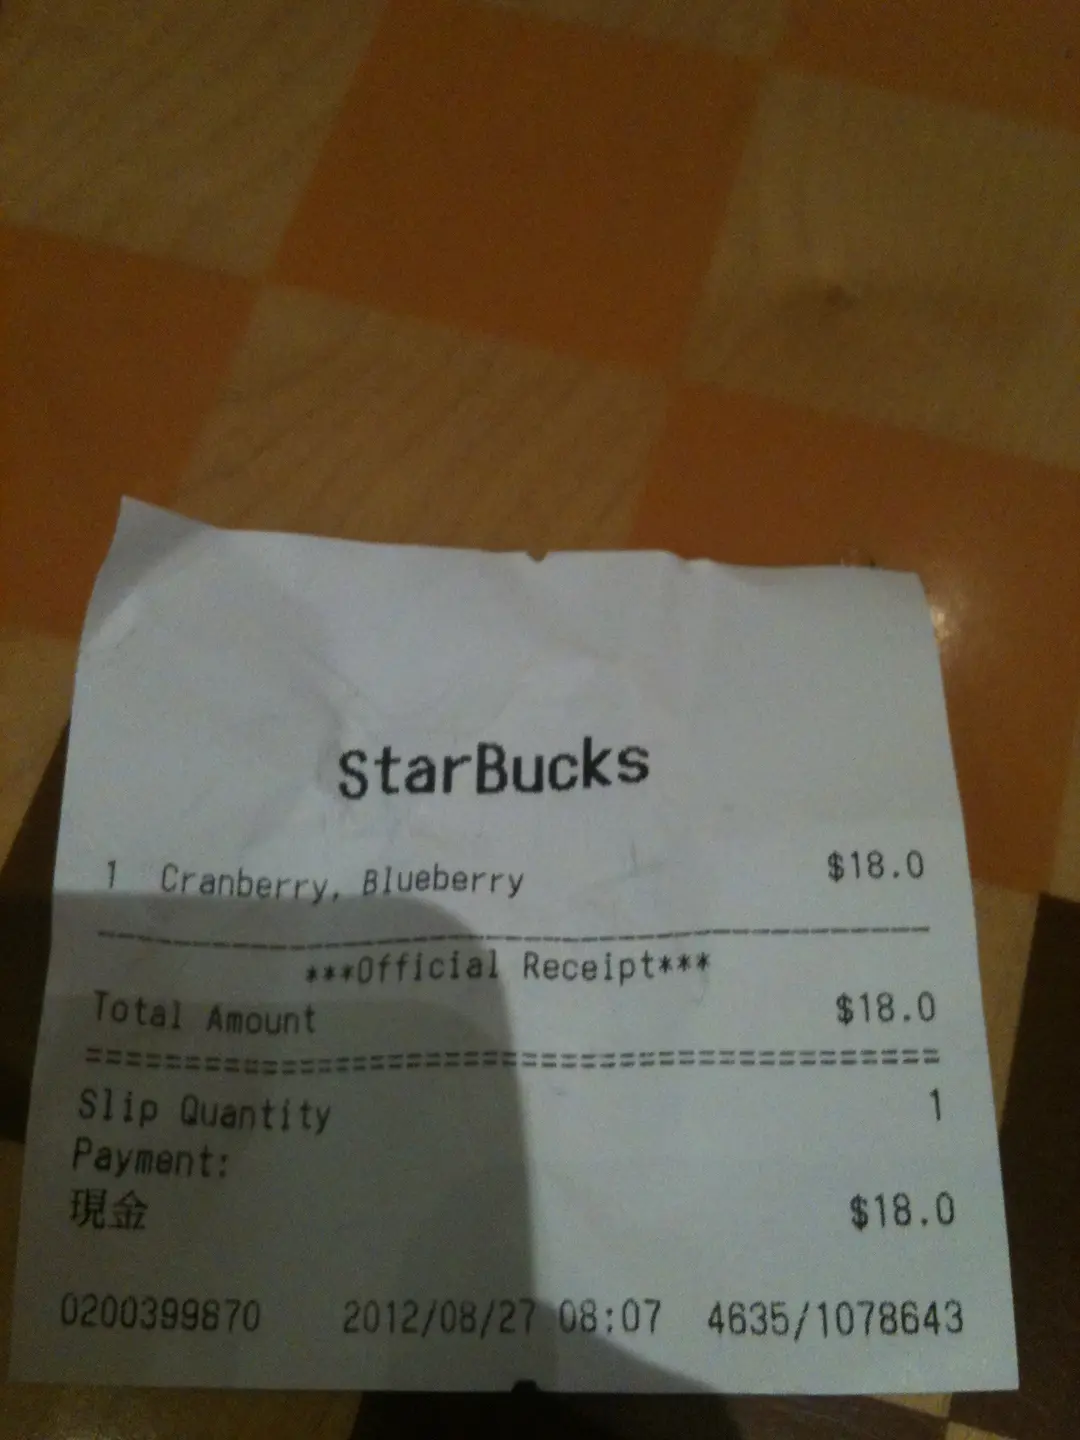 StarBucks
1 Cranberry, Blueberry $18.0
***Official Receipt***
Total Amount $18.0
Slip Quantity 1
Payment:
現金 $18.0
0200399870 2012/08/27 08:07 4635/1078643